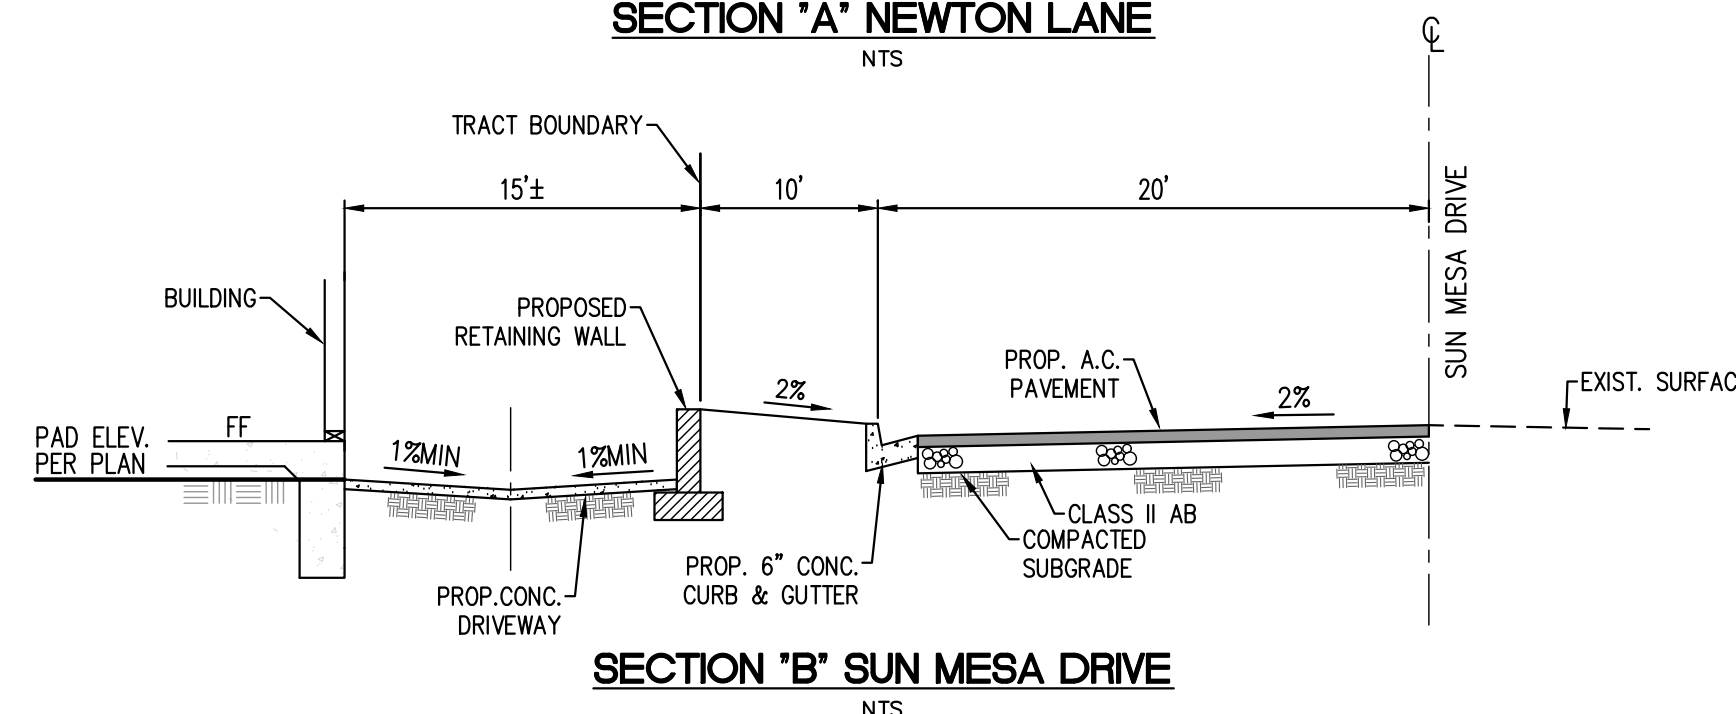 SECTION "A" NEWTON LANE
NTS
℄
TRACT BOUNDARY
15'±
10'
20'
SUN MESA DRIVE
BUILDING
PROPOSED
RETAINING WALL
PROP. A.C.
PAVEMENT
2%
2%
EXIST. SURFAC
FF
PAD ELEV.
PER PLAN
1%MIN
1%MIN
CLASS II AB
COMPACTED
SUBGRADE
PROP. 6" CONC.
CURB & GUTTER
PROP.CONC.
DRIVEWAY
SECTION "B" SUN MESA DRIVE
NTS